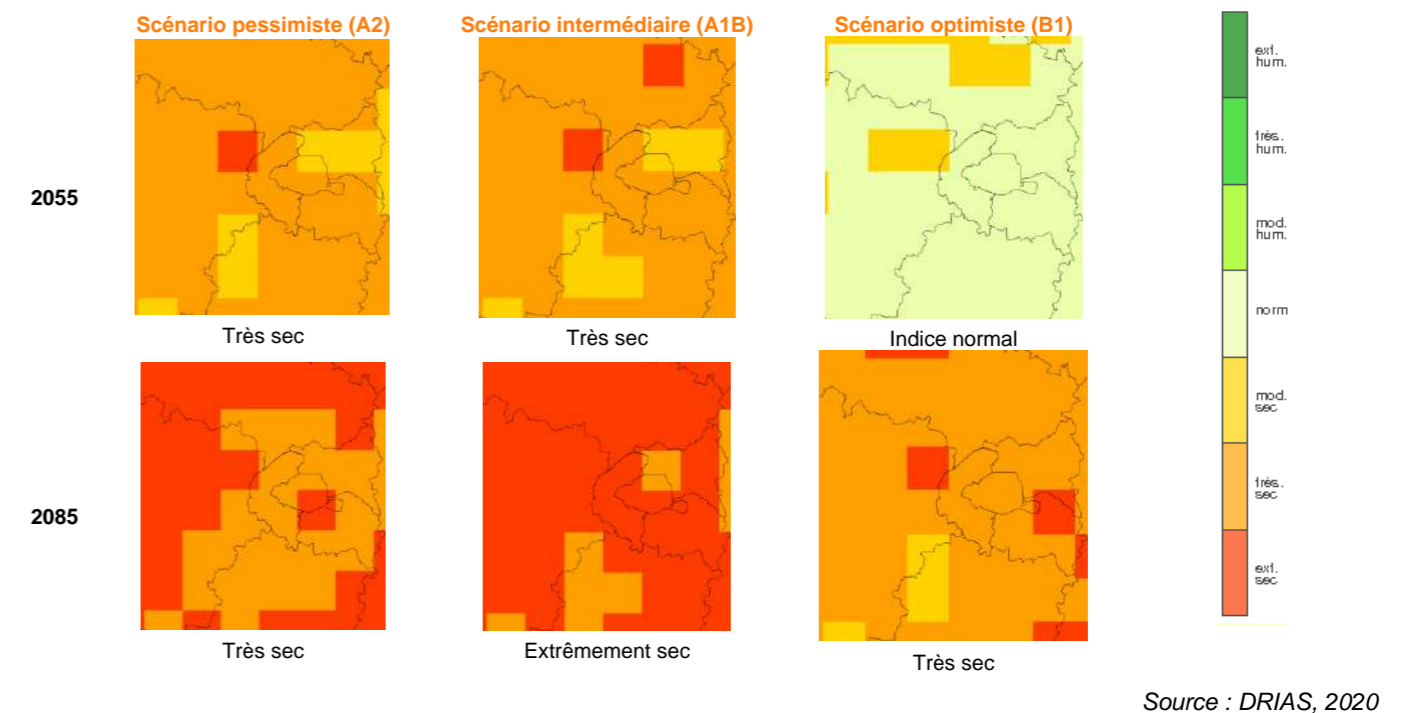 Scénario pessimiste (A2)
Scénario intermédiaire (A1B)
Scénario optimiste (B1)
2055
Très sec
Très sec
Indice normal
2085
Très sec
Extrêmement sec
Très sec
ext.
hum.
très.
hum.
mod.
hum.
norm
mod.
sec
très.
sec
ext.
sec
Source : DRIAS, 2020